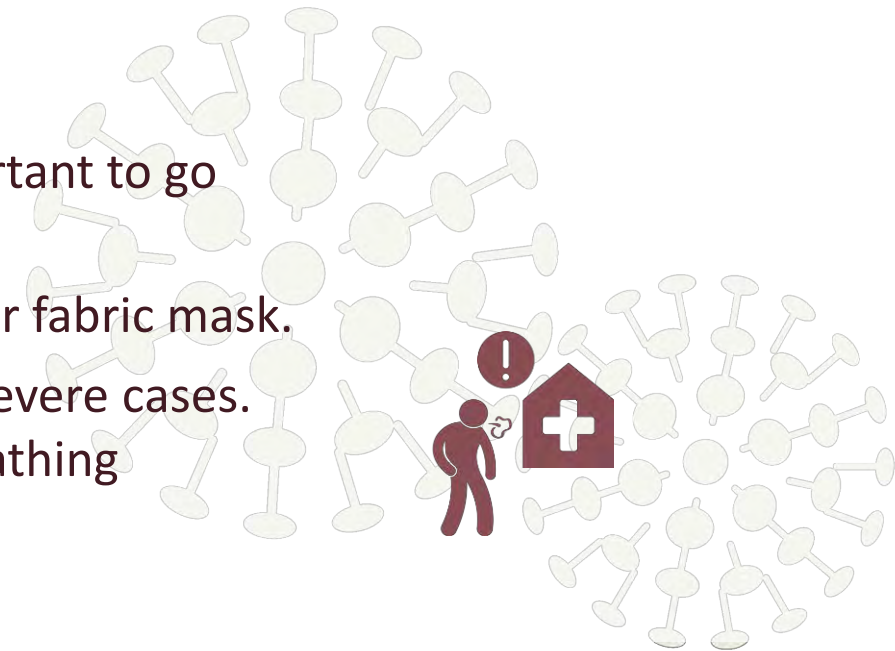 rtant to go
r fabric mask.
evere cases.
athing